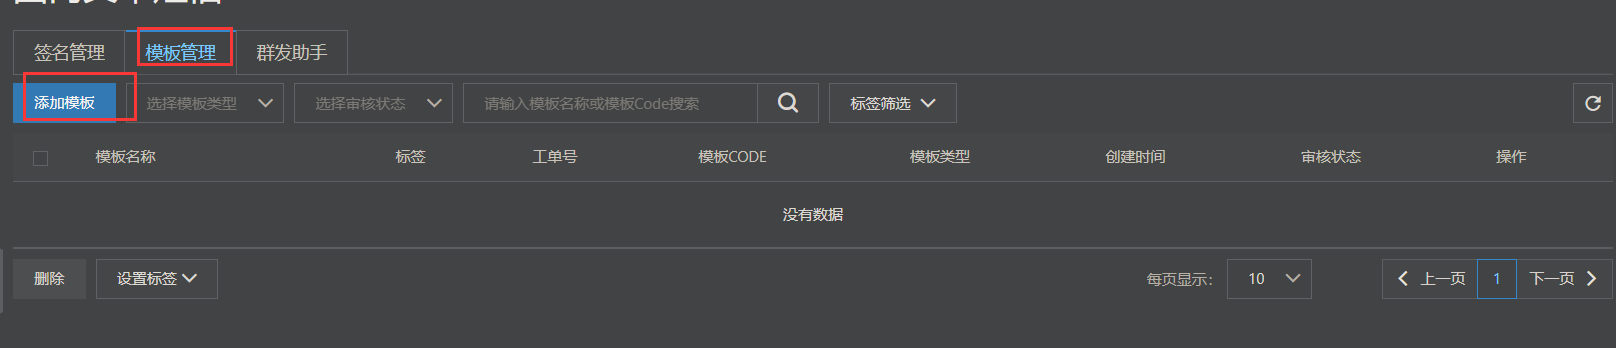 签名管理 模板管理 群发助手
添加模板 选择模板类型 选择审核状态 请输入模板名称或模板Code搜索 标签筛选
模板名称 标签 工单号 模板CODE 模板类型 创建时间 审核状态 操作
没有数据
删除 设置标签 每页显示: 10 上一页 1 下一页